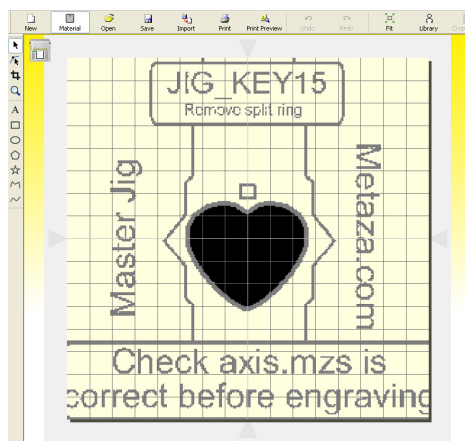 New Material Open Save Import Print Print Preview Undo Redo Fit Library Crop
A
JIG_KEY15
Remove split ring
Master Jig
Metaza.com
Check axis.mzs is
correct before engraving